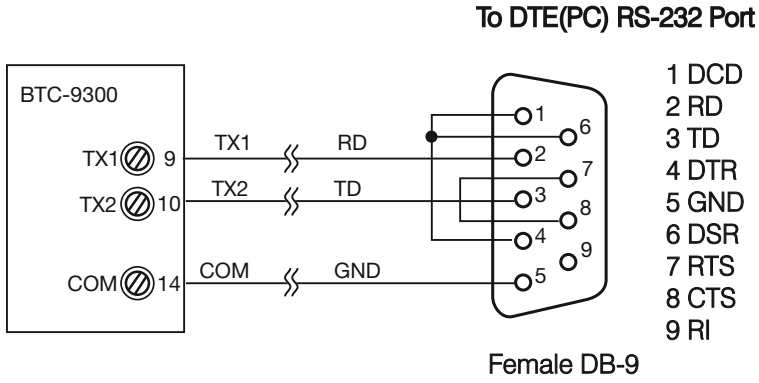 To DTE(PC) RS-232 Port
BTC-9300
TX1 9 TX1 RD
TX2 10 TX2 TD
COM 14 COM GND
1
6
2
7
3
8
4
9
5
1 DCD
2 RD
3 TD
4 DTR
5 GND
6 DSR
7 RTS
8 CTS
9 RI
Female DB-9